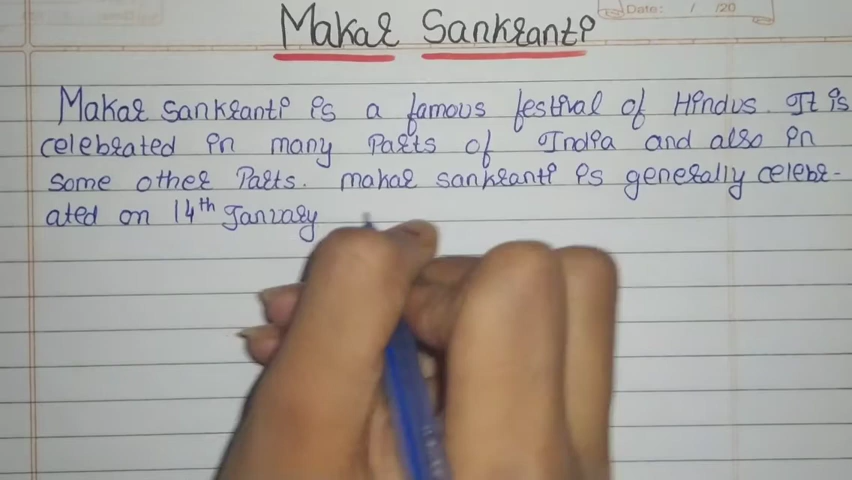 Date: / /20
Makar Sankranti
Makar Sankranti is a famous festival of Hindus. It is
celebrated in many Parts of India and also in
some other Parts. Makar sankranti is generally celebr-
ated on 14th Janrary